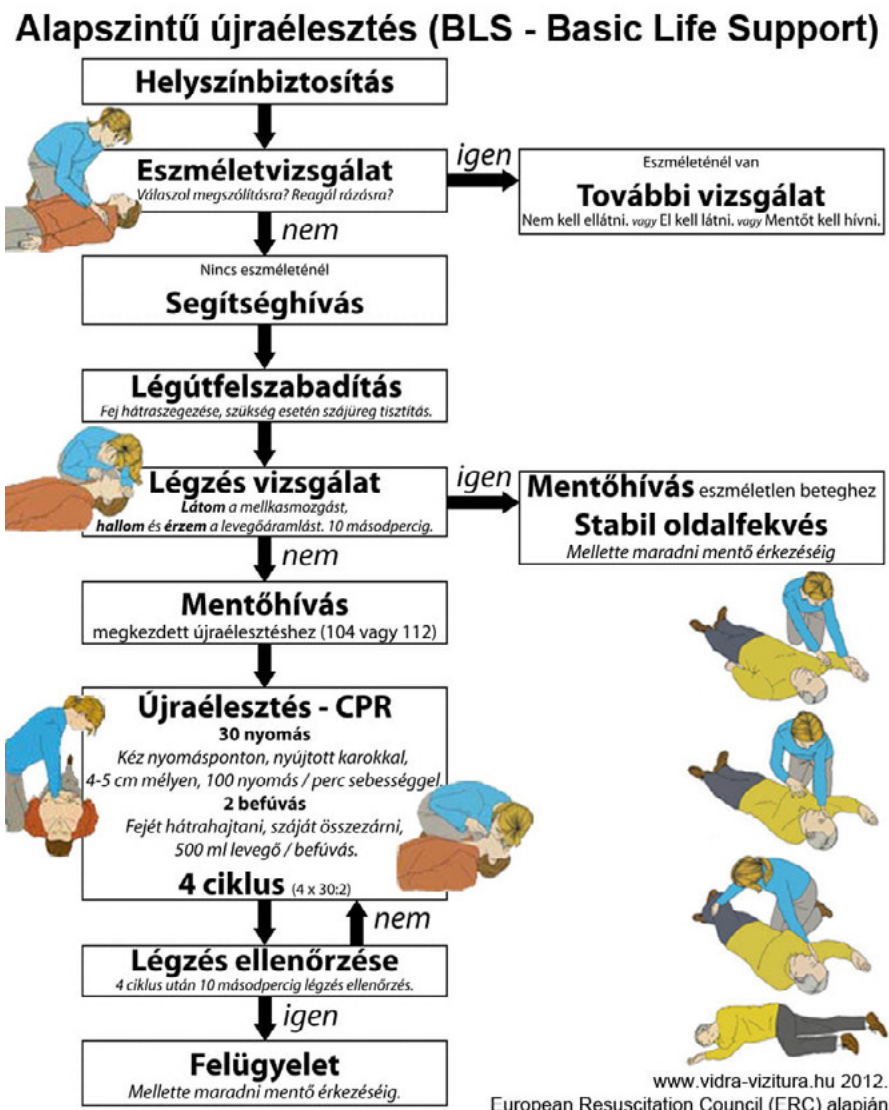 Alapszintű újraélesztés (BLS - Basic Life Support)
Helyszínbiztosítás
Eszméletvizsgálat
Válaszol megszólításra? Reagál rázásra?
igen
Eszméleténél van
További vizsgálat
Nem kell ellátni. vagy El kell látni. vagy Mentőt kell hívni.
nem
Nincs eszméleténél
Segítséghívás
Légútfelszabadítás
Fej hátraszegezése, szükség esetén szájüreg tisztítás.
Légzés vizsgálat
Látom a mellkasmozgást,
hallom és érzem a levegőáramlást. 10 másodpercig.
igen
Mentőhívás eszméletlen beteghez
Stabil oldalfekvés
Mellette maradni mentő érkezéséig
nem
Mentőhívás
megkezdett újraélesztéshez (104 vagy 112)
Újraélesztés - CPR
30 nyomás
Kéz nyomásponton, nyújtott karokkal,
4-5 cm mélyen, 100 nyomás / perc sebességgel.
2 befúvás
Fejét hátrahajtani, száját összezárni,
500 ml levegő / befúvás.
4 ciklus (4 x 30:2)
nem
Légzés ellenőrzése
4 ciklus után 10 másodpercig légzés ellenőrzés.
igen
Felügyelet
Mellette maradni mentő érkezéséig.
www.vidra-vizitura.hu 2012.
European Resuscitation Council (ERC) alapján